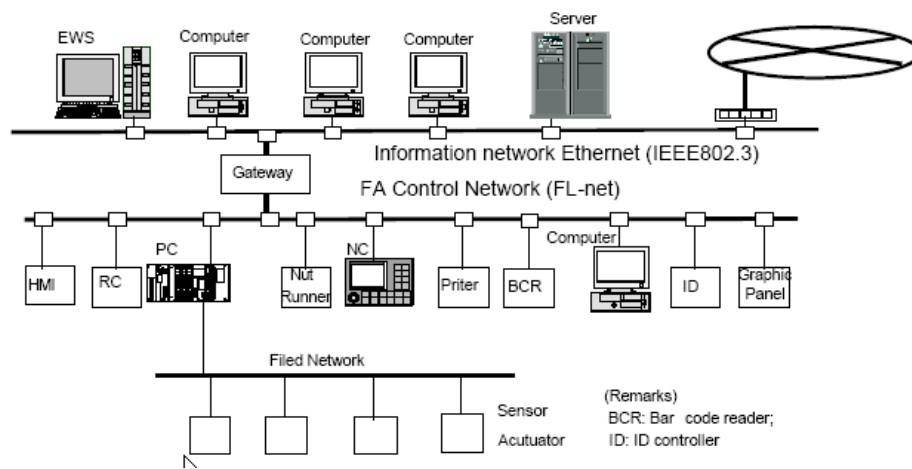 EWS
Computer
Computer
Computer
Server
Information network Ethernet (IEEE802.3)
Gateway
FA Control Network (FL-net)
HMI
RC
PC
Nut
Runner
NC
Priter
BCR
Computer
ID
Graphic
Panel
Filed Network
Sensor
Acutuator
(Remarks)
BCR: Bar code reader;
ID: ID controller